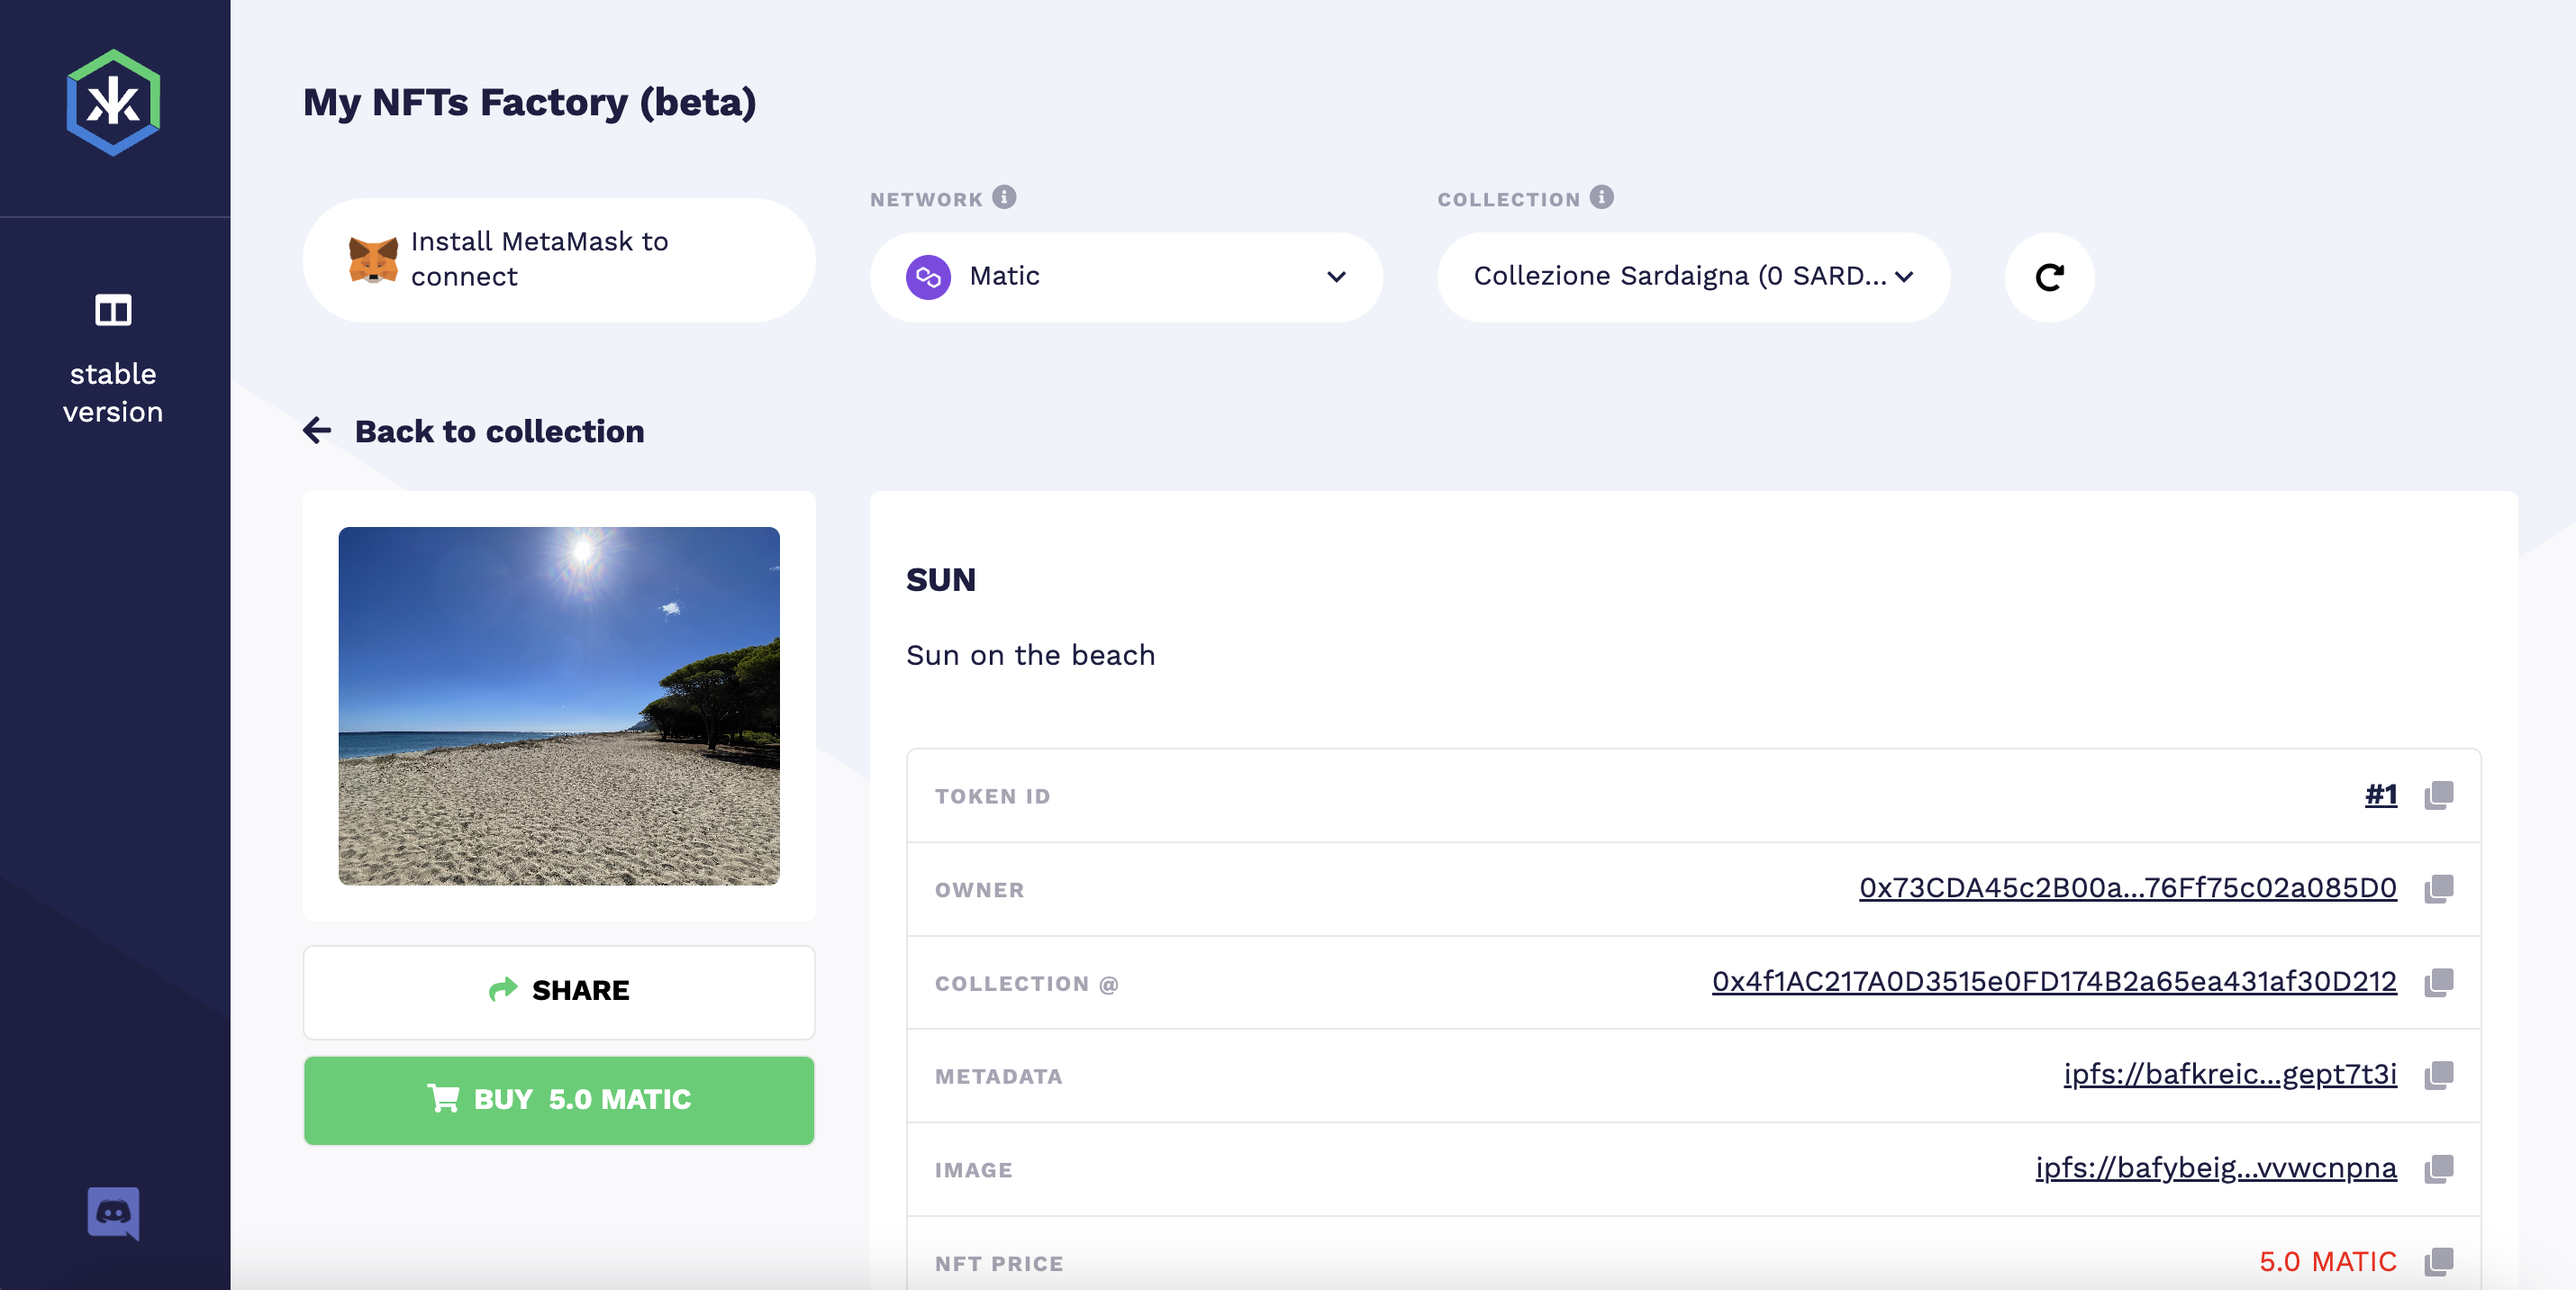 My NFTs Factory (beta)
Install MetaMask to
connect
NETWORK
Matic
COLLECTION
Collezione Sardaigna (0 SARD...
stable
version
Back to collection
SUN
Sun on the beach
TOKEN ID
#1
OWNER
0x73CDA45c2B00a...76Ff75c02a085D0
COLLECTION @
0x4f1AC217A0D3515e0FD174B2a65ea431af30D212
METADATA
ipfs://bafkreic...gept7t3i
IMAGE
ipfs://bafybeig...vvwcnpna
NFT PRICE
5.0 MATIC
SHARE
BUY 5.0 MATIC